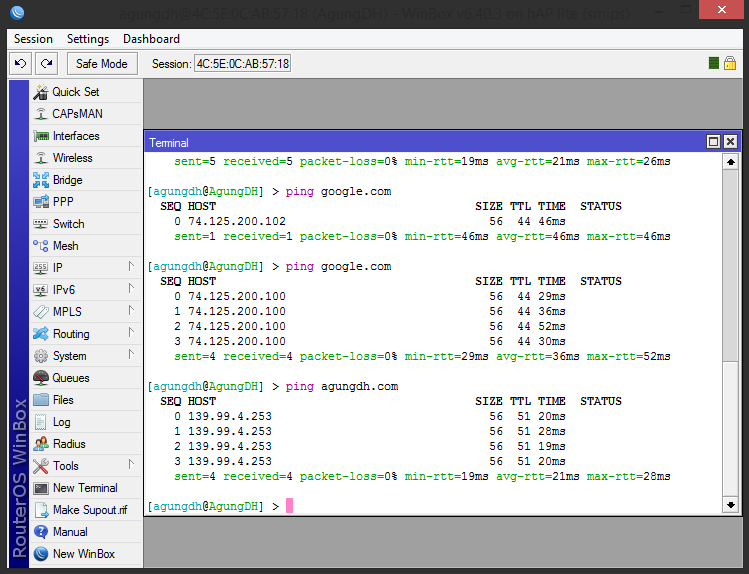 agungdh@4C:5E:0C:AB:57:18 (AgungDH) - WinBox v6.40.3 on hAP lite (smips)
Session Settings Dashboard
Safe Mode Session: 4C:5E:0C:AB:57:18
Quick Set
CAPsMAN
Interfaces
Wireless
Bridge
PPP
Switch
Mesh
IP
IPv6
MPLS
Routing
System
Queues
Files
Log
Radius
Tools
New Terminal
Make Supout.rif
Manual
New WinBox
RouterOS WinBox
Terminal
sent=5 received=5 packet-loss=0% min-rtt=19ms avg-rtt=21ms max-rtt=26ms
[agungdh@AgungDH] > ping google.com
SEQ HOST SIZE TTL TIME STATUS
0 74.125.200.102 56 44 46ms
sent=1 received=1 packet-loss=0% min-rtt=46ms avg-rtt=46ms max-rtt=46ms
[agungdh@AgungDH] > ping google.com
SEQ HOST SIZE TTL TIME STATUS
0 74.125.200.100 56 44 29ms
1 74.125.200.100 56 44 36ms
2 74.125.200.100 56 44 52ms
3 74.125.200.100 56 44 30ms
sent=4 received=4 packet-loss=0% min-rtt=29ms avg-rtt=36ms max-rtt=52ms
[agungdh@AgungDH] > ping agungdh.com
SEQ HOST SIZE TTL TIME STATUS
0 139.99.4.253 56 51 20ms
1 139.99.4.253 56 51 28ms
2 139.99.4.253 56 51 19ms
3 139.99.4.253 56 51 20ms
sent=4 received=4 packet-loss=0% min-rtt=19ms avg-rtt=21ms max-rtt=28ms
[agungdh@AgungDH] >